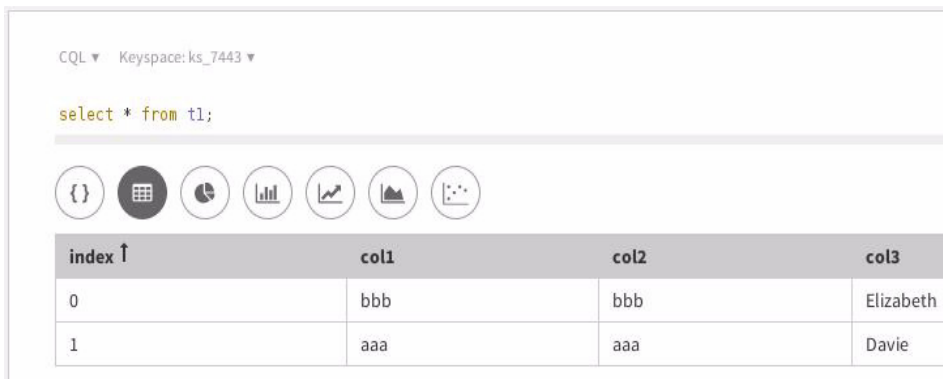 CQL ▼ Keyspace: ks_7443 ▼
select * from t1;
{ }
index ↑ col1 col2 col3
0 bbb bbb Elizabeth
1 aaa aaa Davie